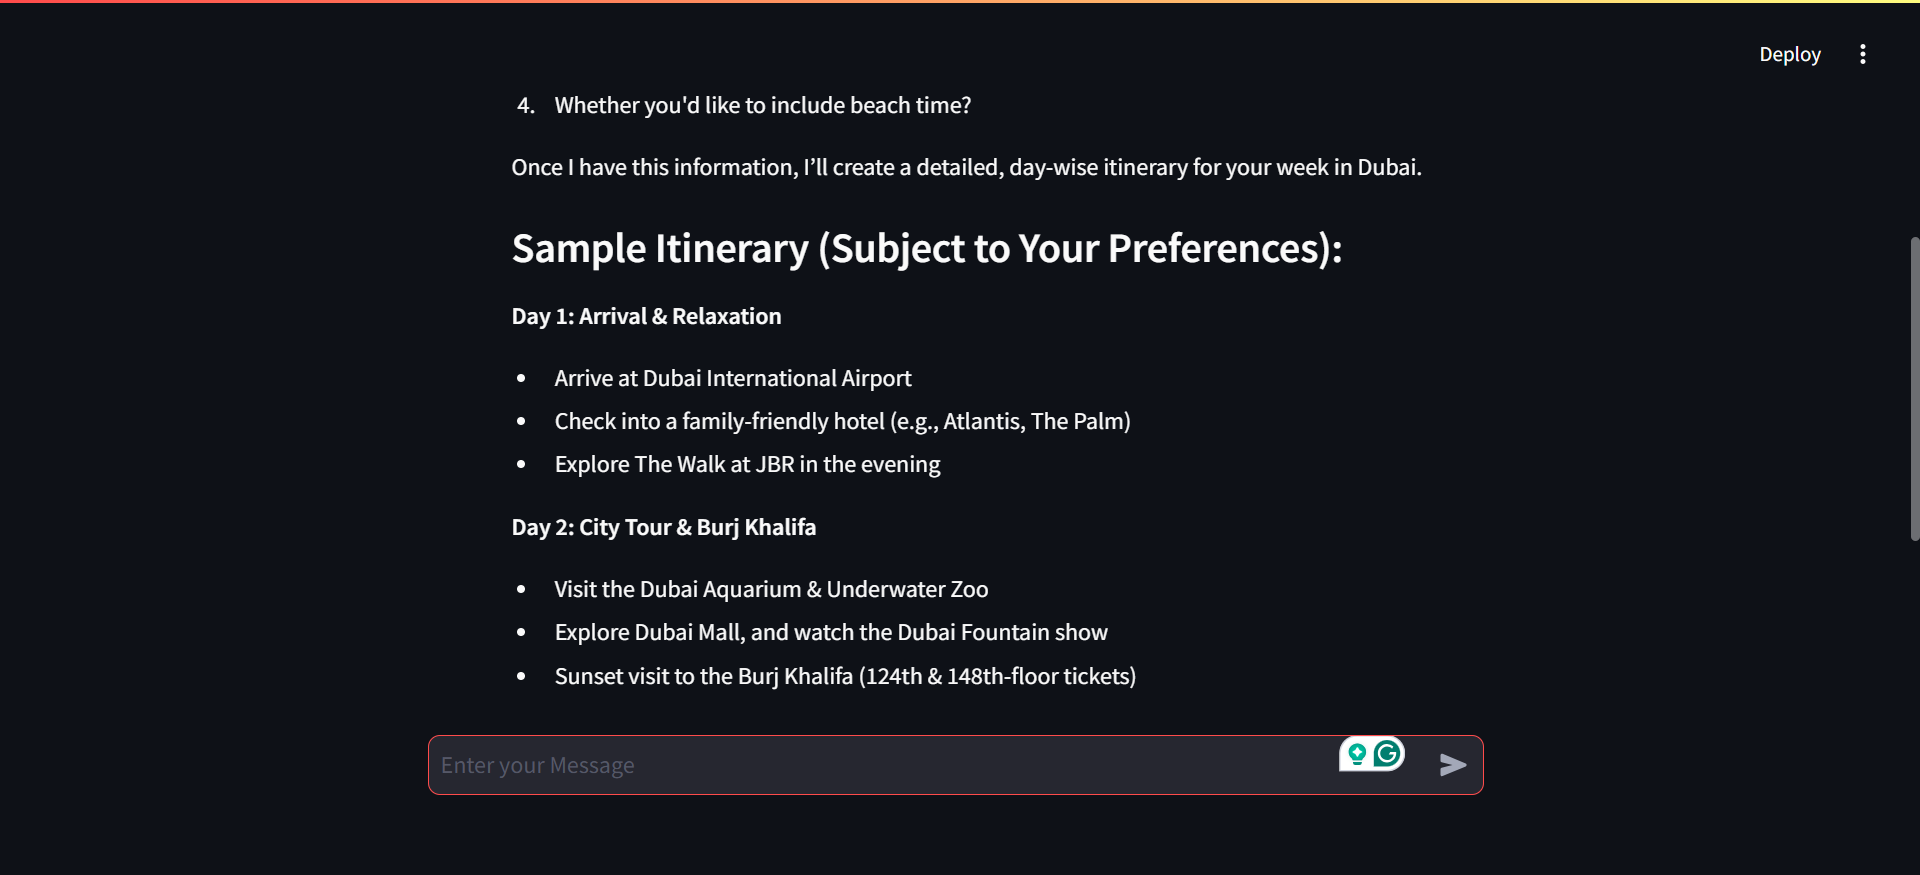 Deploy
4. Whether you'd like to include beach time?
Once I have this information, I’ll create a detailed, day-wise itinerary for your week in Dubai.
Sample Itinerary (Subject to Your Preferences):
Day 1: Arrival & Relaxation
• Arrive at Dubai International Airport
• Check into a family-friendly hotel (e.g., Atlantis, The Palm)
• Explore The Walk at JBR in the evening
Day 2: City Tour & Burj Khalifa
• Visit the Dubai Aquarium & Underwater Zoo
• Explore Dubai Mall, and watch the Dubai Fountain show
• Sunset visit to the Burj Khalifa (124th & 148th-floor tickets)
Enter your Message